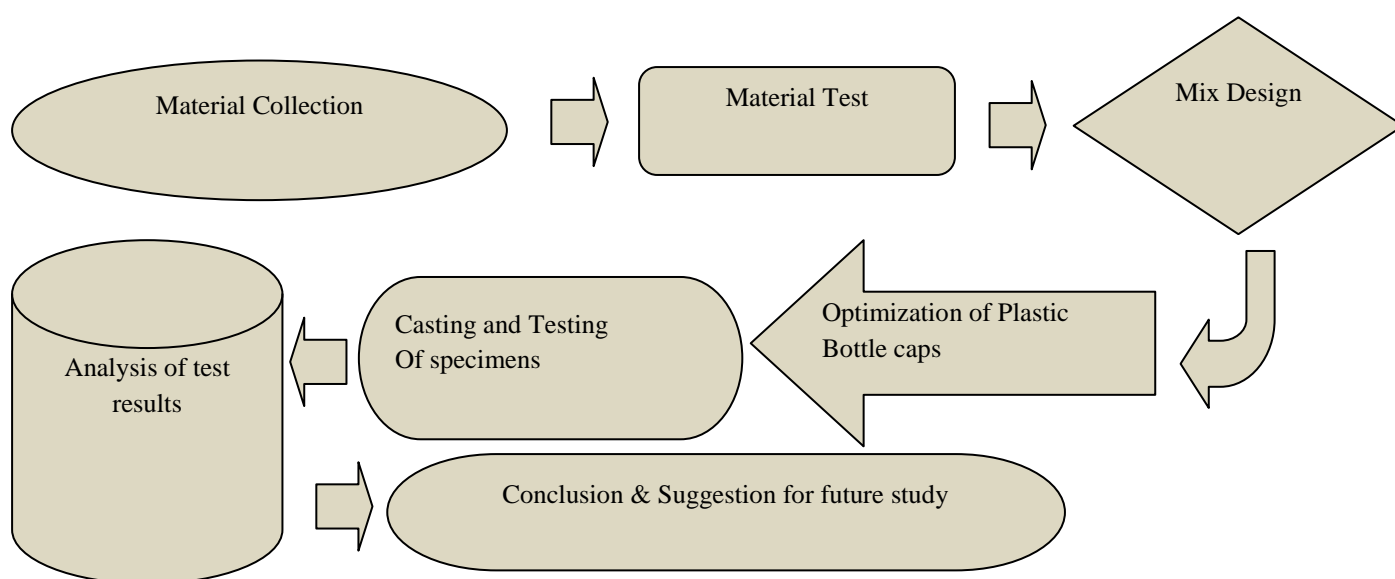 Material Collection
Material Test
Mix Design
Optimization of Plastic
Bottle caps
Casting and Testing
Of specimens
Analysis of test
results
Conclusion & Suggestion for future study